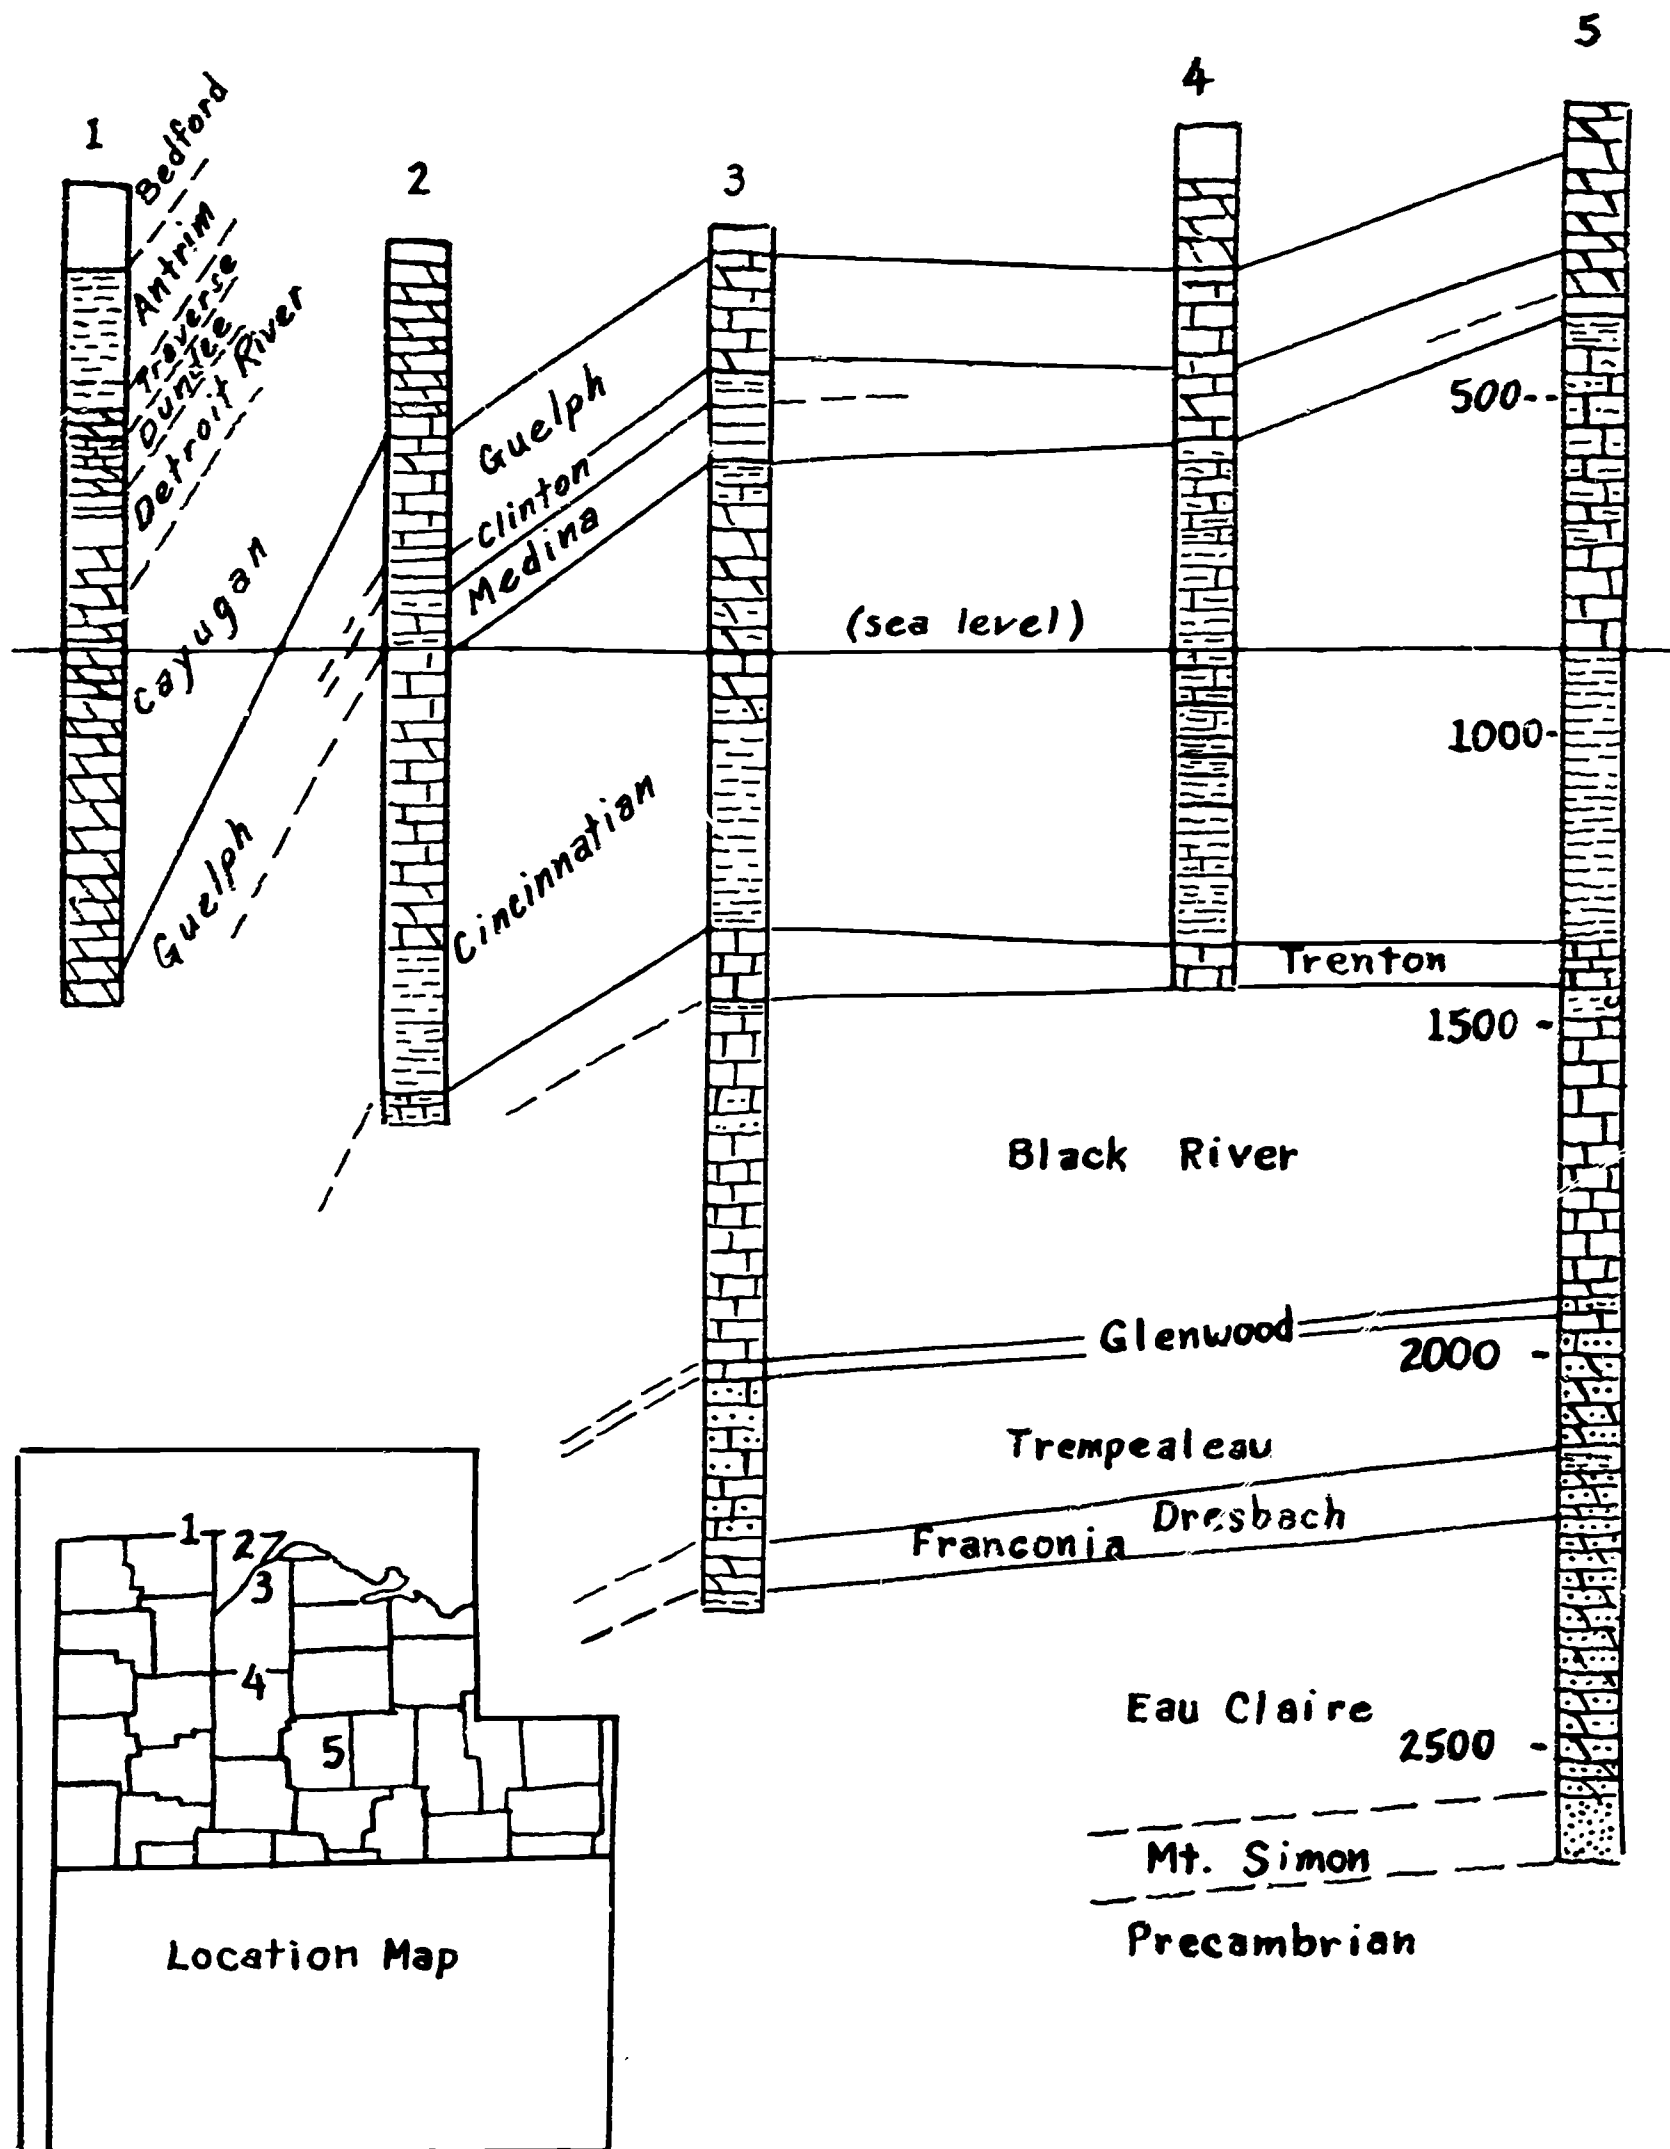 5
4
1
2
3
Bedford
Antrim
Traverse
Dundee
Detroit River
Cayugan
Guelph
Guelph
Clinton
Medina
Cincinnatian
(sea level)
500
1000
Trenton
1500
Black River
Glenwood
2000
Trempealeau
Dresbach
Franconia
Eau Claire
2500
Mt. Simon
Precambrian
1
2
3
4
5
Location Map